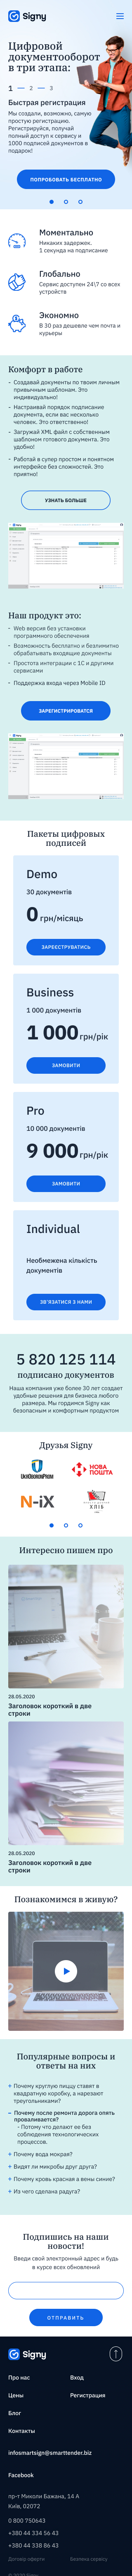 Signy
Цифровой
документооборот
в три этапа:
1 2 3
Быстрая регистрация
Мы создали, возможно, самую
простую регистрацию.
Регистрируйся, получай
полный доступ к сервису и
1000 документов в
подарок!
ПОПРОБОВАТЬ БЕСПЛАТНО
Моментально
Никаких задержек.
1 секунда на подписание
Глобально
Сервис доступен 24\7 со всех
устройств
Экономно
В 30 раз дешевле чем почта и
курьеры
Комфорт в работе
- Создавай документы по твоим личным
привычным шаблонам. Это
индивидуально!
- Настраивай порядок подписание
документа, если вас несколько
человек. Это ответственно!
- Загружай XML файл с собственным
шаблоном готового документа. Это
удобно!
- Работай в супер простом и понятном
интерфейсе без сложностей. Это
приятно!
УЗНАТЬ БОЛЬШЕ
Наш продукт это:
- Web версия без установки
программного обеспечения
- Возможность бесплатно и безлимитно
обрабатывать входящие документы
- Простота интеграции с 1С и другими
сервисами
- Поддержка входа через Mobile ID
ЗАРЕГИСТРИРОВАТСЯ
Пакеты цифровых
подписей
Demo
30 документів
0 грн/місяць
ЗАРЕЄСТРУВАТИСЬ
Business
1 000 документів
1 000 грн/рік
ЗАМОВИТИ
Pro
10 000 документів
9 000 грн/рік
ЗАМОВИТИ
Individual
Необмежена кількість
документів
ЗВ'ЯЗАТИСЯ З НАМИ
5 820 125 114
подписано документов
Наша компания уже более 30 лет создает
удобные решения для бизнеса любого
размера. Мы гордимся Signy как
безопасным и комфортным продуктом
Друзья Signy
UkrOboronProm
НОВА
ПОШТА
N-iX
ХЛІБ
Интересно пишем про
28.05.2020
Заголовок короткий в две
строки
28.05.2020
Заголовок короткий в две
строки
Познакомимся в живую?
Популярные вопросы и
ответы на них
+ Почему круглую пиццу ставят в
квадратную коробку, а нарезают
треугольниками?
– Почему после ремонта дорога опять
проваливается?
- Потому что делают ее без
соблюдения технологических
процессов.
+ Почему вода мокрая?
+ Видят ли микробы друг друга?
+ Почему кровь красная а вены синие?
+ Из чего сделана радуга?
Подпишись на наши
новости!
Введи свой электронный адрес и будь
в курсе всех обновлений
ОТПРАВИТЬ
Signy
Про нас Вход
Цены Регистрация
Блог
Контакты
infosmartsign@smarttender.biz
Facebook
пр-т Миколи Бажана, 14 А
Київ, 02072
0 800 750643
+380 44 334 56 43
+380 44 338 86 43
Договор оферти Безпека сервісу